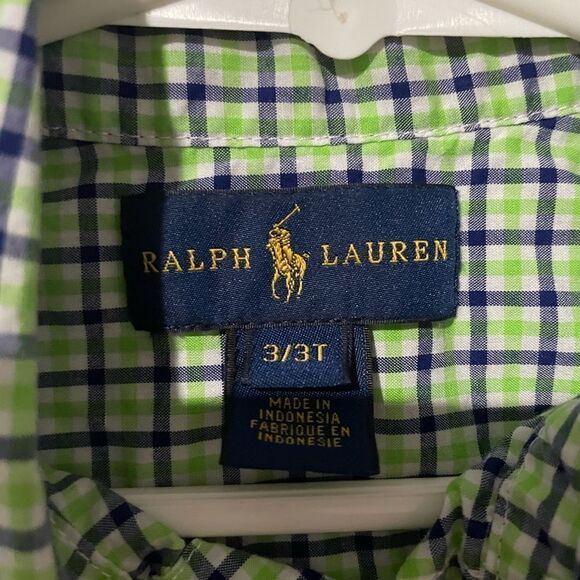 RALPH LAUREN
3/3T
MADE IN
INDONESIA
FABRIQUE EN
INDONESIE